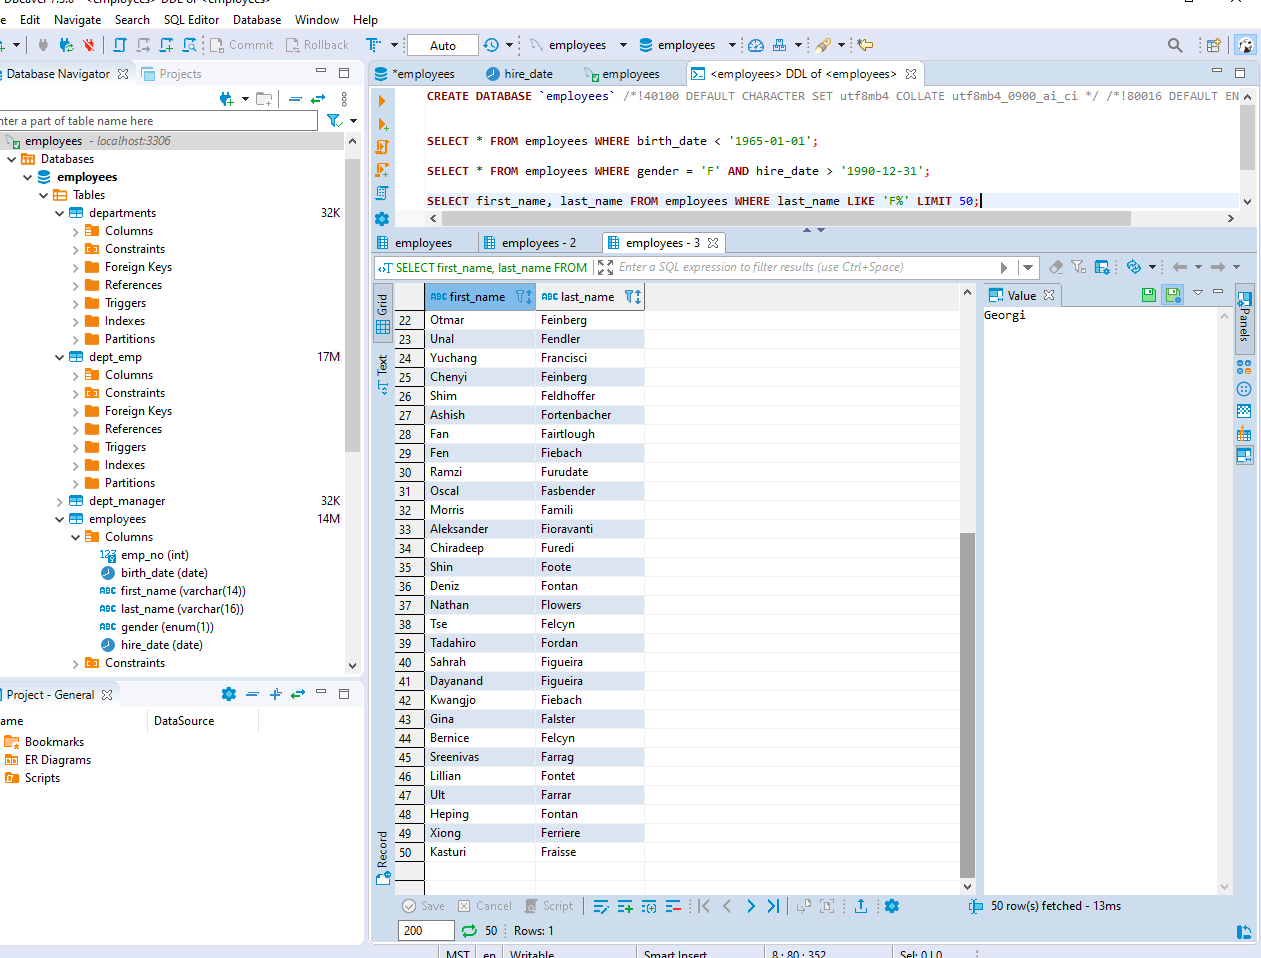 DBeaver 7.3.0 - <employees> DDL of <employees>
Edit Navigate Search SQL Editor Database Window Help
Commit Rollback Auto employees employees
Database Navigator Projects
nter a part of table name here
employees - localhost:3306
Databases
employees
Tables
departments 32K
Columns
Constraints
Foreign Keys
References
Triggers
Indexes
Partitions
dept_emp 17M
Columns
Constraints
Foreign Keys
References
Triggers
Indexes
Partitions
dept_manager 32K
employees 14M
Columns
emp_no (int)
birth_date (date)
first_name (varchar(14))
last_name (varchar(16))
gender (enum(1))
hire_date (date)
Constraints
Project - General
ame DataSource
Bookmarks
ER Diagrams
Scripts
*employees hire_date employees <employees> DDL of <employees>
CREATE DATABASE `employees` /*!40100 DEFAULT CHARACTER SET utf8mb4 COLLATE utf8mb4_0900_ai_ci */ /*!80016 DEFAULT EN
SELECT * FROM employees WHERE birth_date < '1965-01-01';
SELECT * FROM employees WHERE gender = 'F' AND hire_date > '1990-12-31';
SELECT first_name, last_name FROM employees WHERE last_name LIKE 'F%' LIMIT 50;
employees employees - 2 employees - 3
SELECT first_name, last_name FROM Enter a SQL expression to filter results (use Ctrl+Space)
Grid
Text
Record
ABC first_name ABC last_name
22 Otmar Feinberg
23 Unal Fendler
24 Yuchang Francisci
25 Chenyi Feinberg
26 Shim Feldhoffer
27 Ashish Fortenbacher
28 Fan Fairtlough
29 Fen Fiebach
30 Ramzi Furudate
31 Oscal Fasbender
32 Morris Famili
33 Aleksander Fioravanti
34 Chiradeep Furedi
35 Shin Foote
36 Deniz Fontan
37 Nathan Flowers
38 Tse Felcyn
39 Tadahiro Fordan
40 Sahrah Figueira
41 Dayanand Figueira
42 Kwangjo Fiebach
43 Gina Falster
44 Bernice Felcyn
45 Sreenivas Farrag
46 Lillian Fontet
47 Ult Farrar
48 Heping Fontan
49 Xiong Ferriere
50 Kasturi Fraisse
Value
Georgi
Panels
Save Cancel Script 50 row(s) fetched - 13ms
200 50 Rows: 1
MST en Writable Smart Insert 8 : 80 : 352 Sel: 0 | 0